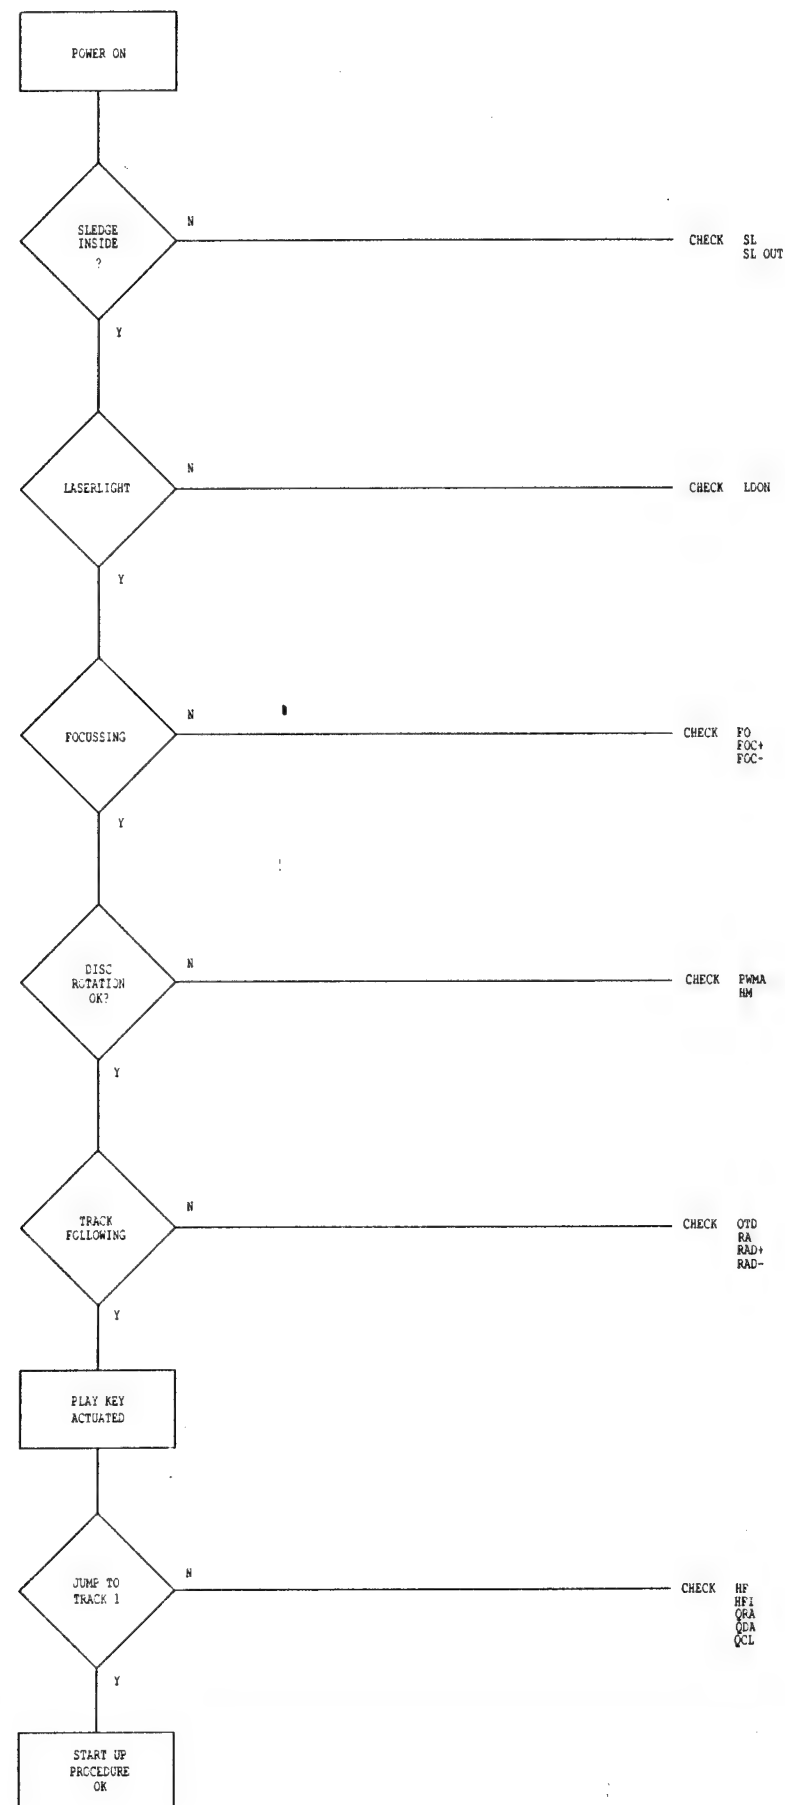 POWER ON
SLEDGE
INSIDE
?
N
CHECK SL
SL OUT
Y
LASERLIGHT
N
CHECK LDON
Y
FOCUSSING
N
CHECK FO
FOC+
FOC-
Y
DISC
ROTATION
OK?
N
CHECK PWMA
HM
Y
TRACK
FOLLOWING
N
CHECK OTD
RA
RAD+
RAD-
Y
PLAY KEY
ACTUATED
JUMP TO
TRACK 1
N
CHECK HF
HFI
QRA
QDA
QCL
Y
START UP
PROCEDURE
OK